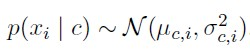 p(x_i | c) ∼ 𝒩(μ_{c,i}, σ²_{c,i})